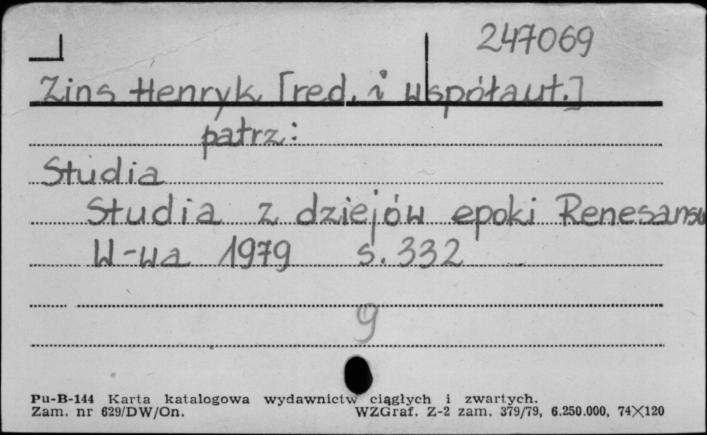 247069
Zins Henryk [red. i współaut.]
patrz:
Studia
Studia z dziejów epoki Renesansu
W-wa 1979 s. 332
9
Pu-B-144 Karta katalogowa wydawnictw ciągłych i zwartych.
Zam. nr 629/DW/On. WZGraf. Z-2 zam. 379/79, 6.250.000, 74×120